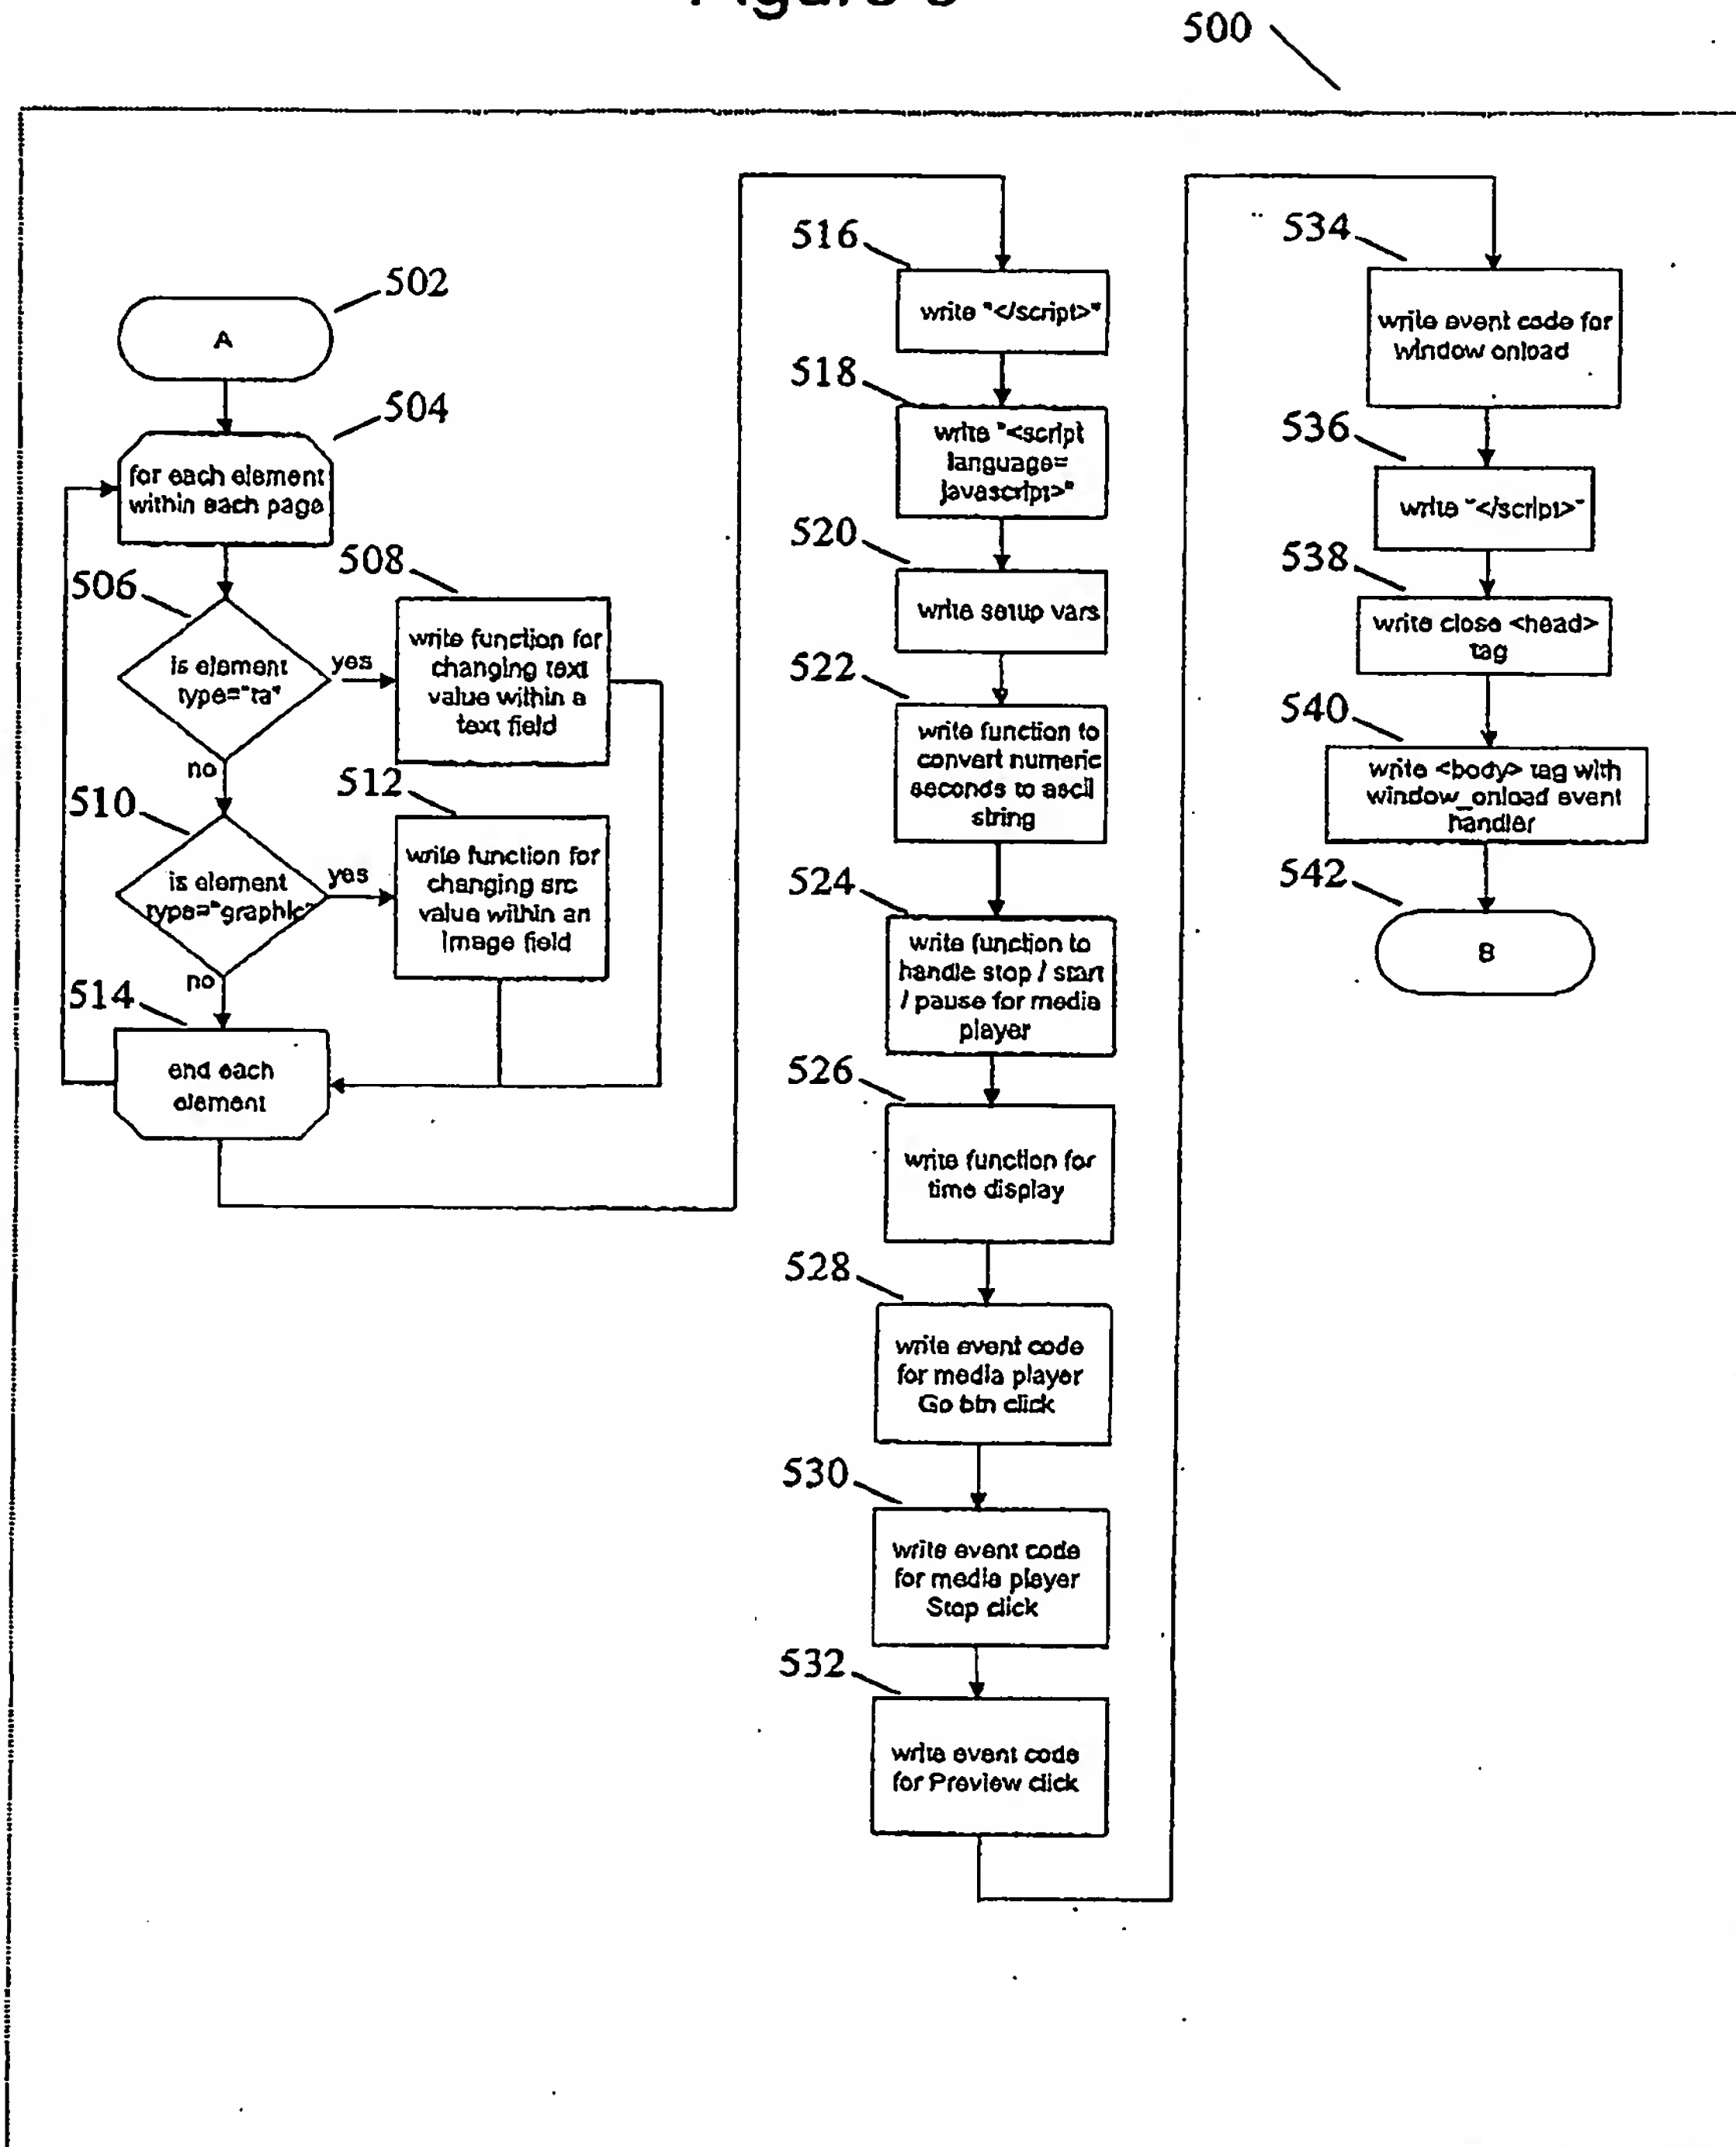 500
502
A
504
for each element
within each page
506
is element
type="ta"
yes
no
508
write function for
changing text
value within a
text field
510
is element
type="graphic"
yes
no
512
write function for
changing src
value within an
image field
514
end each
element
516
write "</script>"
518
write "<script
language=
javascript>"
520
write setup vars
522
write function to
convert numeric
seconds to ascii
string
524
write function to
handle stop / start
/ pause for media
player
526
write function for
time display
528
write event code
for media player
Go btn click
530
write event code
for media player
Stop click
532
write event code
for Preview click
534
write event code for
window onload
536
write "</script>"
538
write close <head>
tag
540
write <body> tag with
window_onload event
handler
542
B